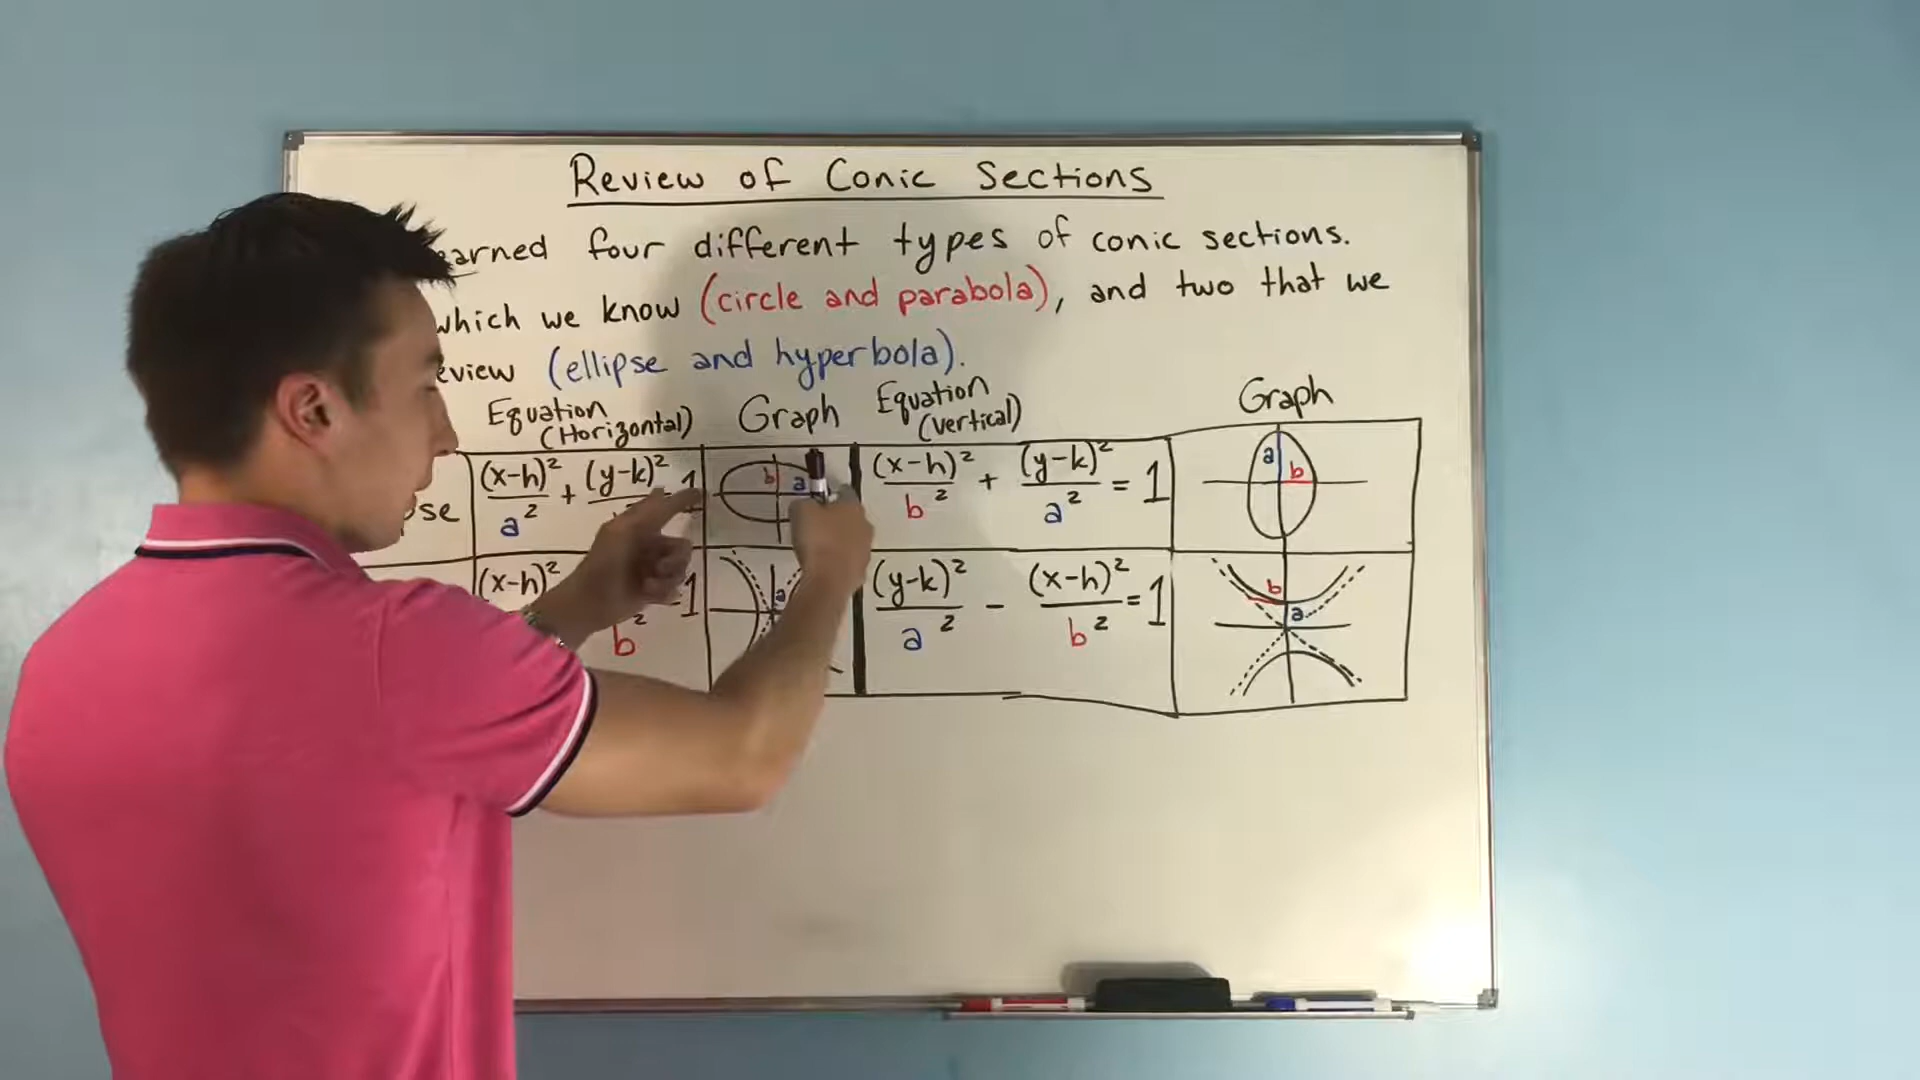 Review of Conic Sections
arned four different types of conic sections.
which we know (circle and parabola), and two that we
eview (ellipse and hyperbola).
Equation (Horizontal) Graph Equation (vertical) Graph
pse (x-h)²/a² + (y-k)² 1 b a (x-h)²/b² + (y-k)²/a² = 1 a b
(x-h)² b² =1 a (y-k)²/a² - (x-h)²/b² = 1 b a